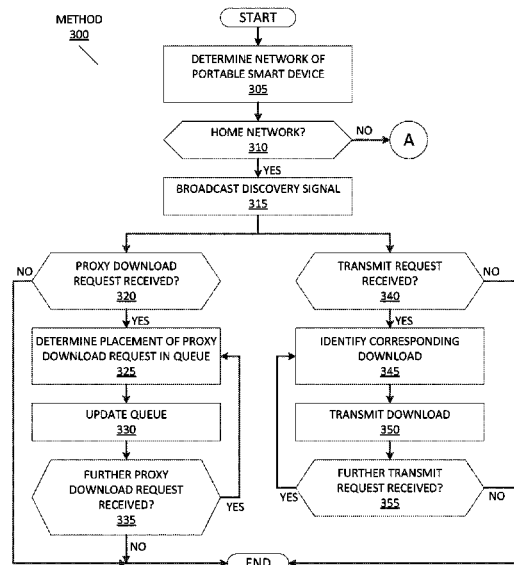 METHOD
300
START
DETERMINE NETWORK OF
PORTABLE SMART DEVICE
305
HOME NETWORK?
310
NO
A
YES
BROADCAST DISCOVERY SIGNAL
315
NO
PROXY DOWNLOAD
REQUEST RECEIVED?
320
YES
DETERMINE PLACEMENT OF PROXY
DOWNLOAD REQUEST IN QUEUE
325
UPDATE QUEUE
330
FURTHER PROXY
DOWNLOAD REQUEST
RECEIVED?
335
YES
NO
TRANSMIT REQUEST
RECEIVED?
340
NO
YES
IDENTIFY CORRESPONDING
DOWNLOAD
345
TRANSMIT DOWNLOAD
350
FURTHER TRANSMIT
REQUEST RECEIVED?
355
YES
NO
END